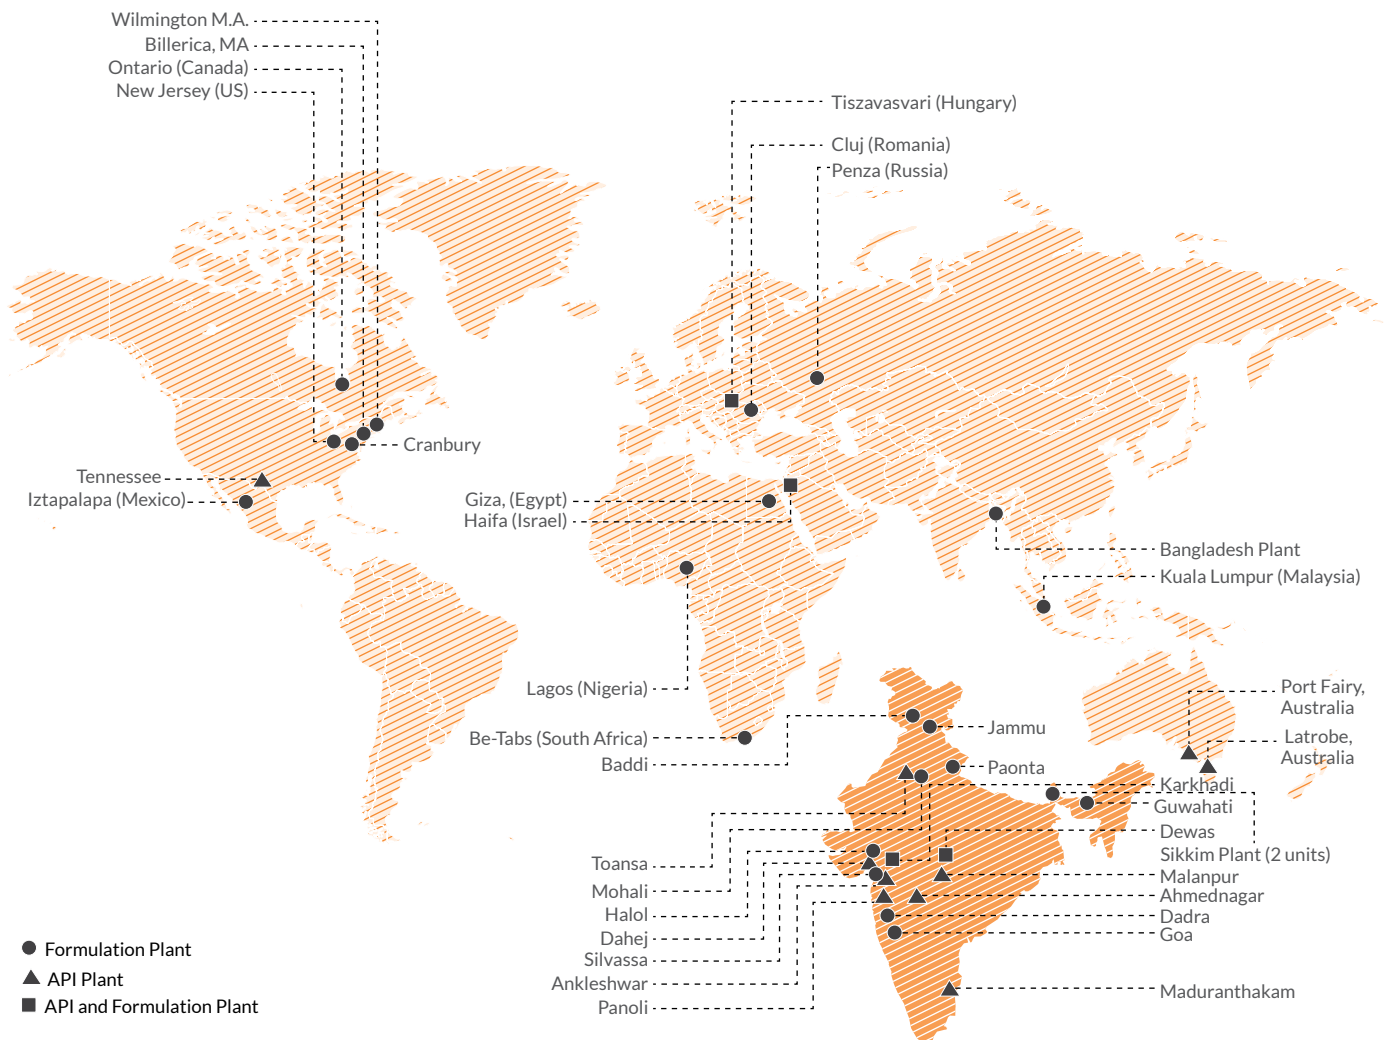 Wilmington M.A.
Billerica, MA
Ontario (Canada)
New Jersey (US)
Tiszavasvari (Hungary)
Cluj (Romania)
Penza (Russia)
Cranbury
Tennessee
Iztapalapa (Mexico)
Giza, (Egypt)
Haifa (Israel)
Bangladesh Plant
Kuala Lumpur (Malaysia)
Lagos (Nigeria)
Be-Tabs (South Africa)
Baddi
Port Fairy,
Australia
Latrobe,
Australia
Jammu
Paonta
Karkhadi
Guwahati
Dewas
Sikkim Plant (2 units)
Malanpur
Ahmednagar
Dadra
Goa
Maduranthakam
Toansa
Mohali
Halol
Dahej
Silvassa
Ankleshwar
Panoli
Formulation Plant
API Plant
API and Formulation Plant